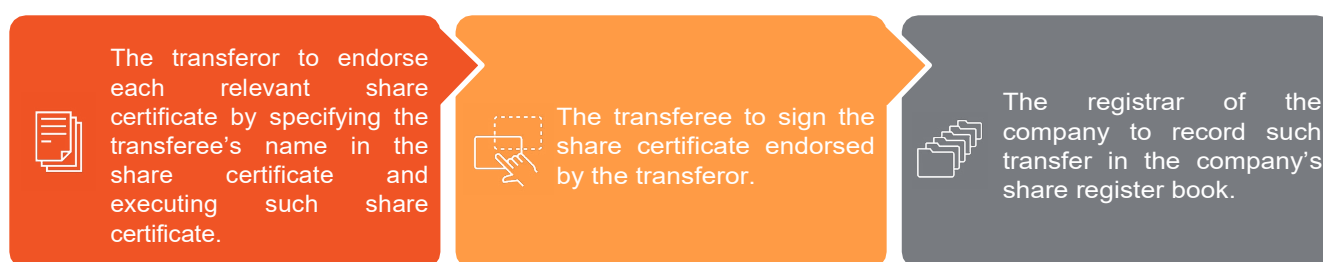 The transferor to endorse
each relevant share
certificate by specifying the
transferee's name in the
share certificate and
executing such share
certificate.
The transferee to sign the
share certificate endorsed
by the transferor.
The registrar of the
company to record such
transfer in the company's
share register book.